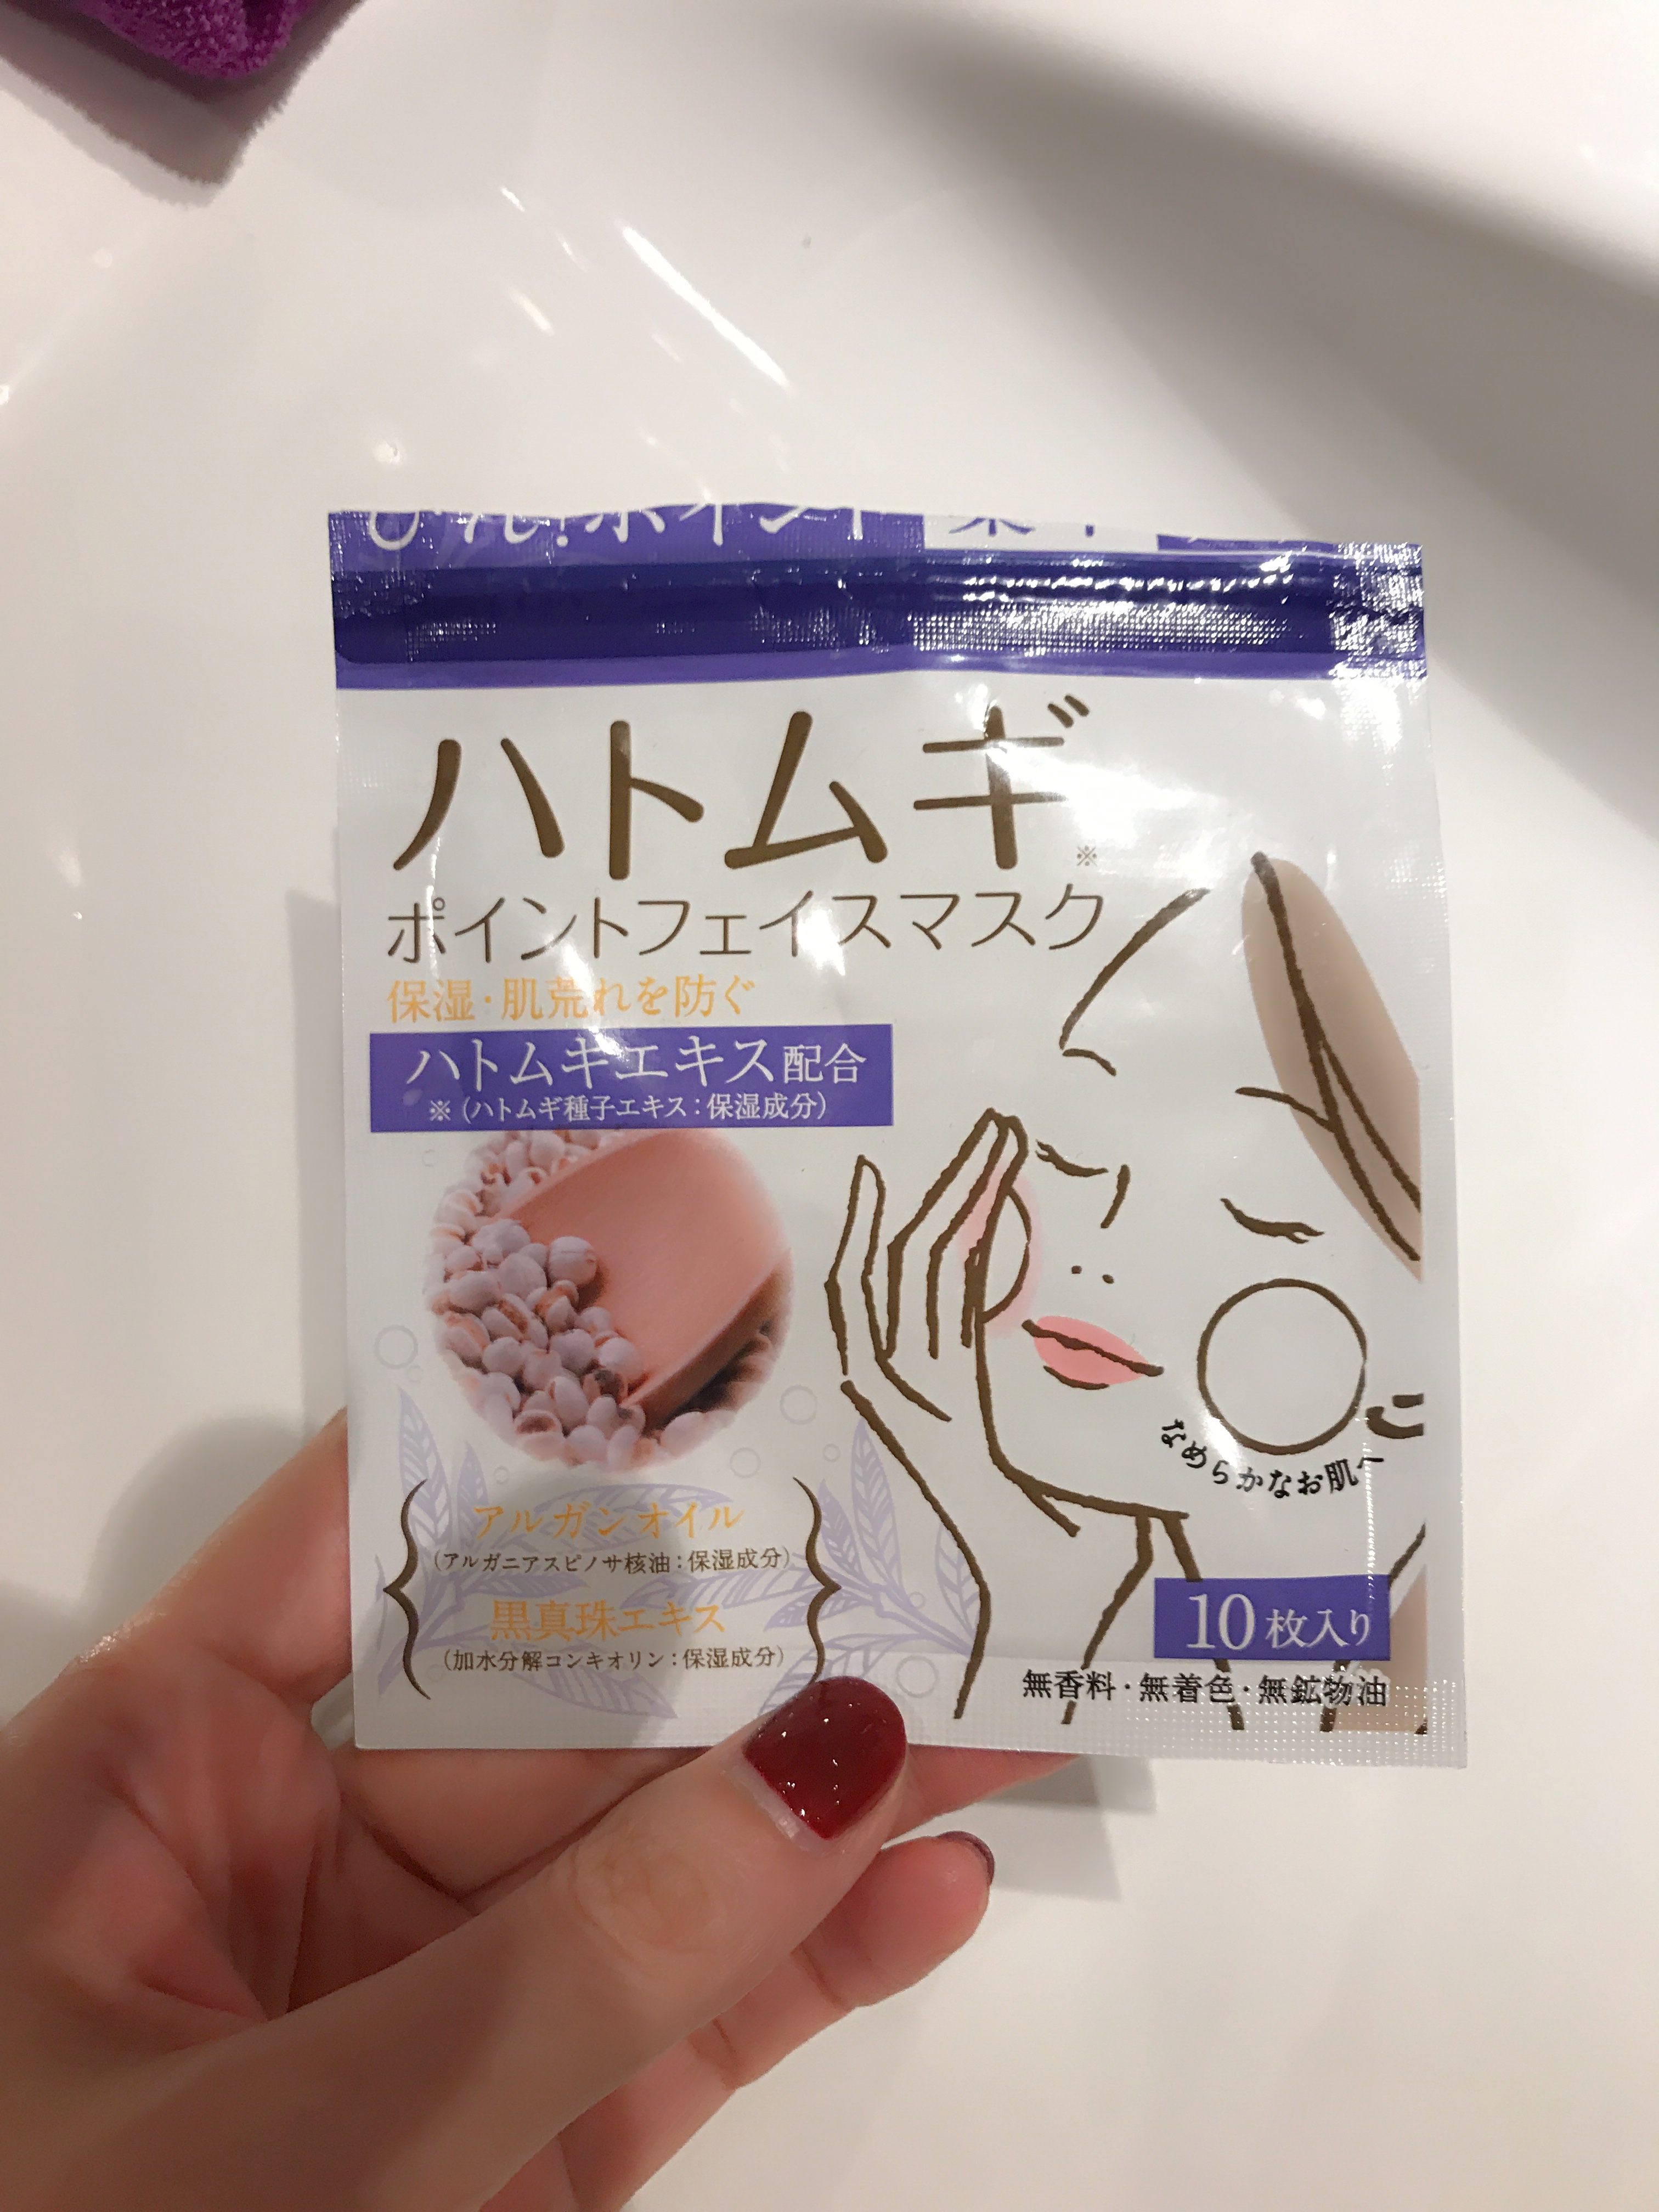 ポイント
ハトムギ※
ポイントフェイスマスク
保湿・肌荒れを防ぐ
ハトムギエキス配合
※(ハトムギ種子エキス:保湿成分)
なめらかなお肌へ
アルガンオイル
(アルガニアスピノサ核油:保湿成分)
黒真珠エキス
(加水分解コンキオリン:保湿成分)
10枚入り
無香料・無着色・無鉱物油